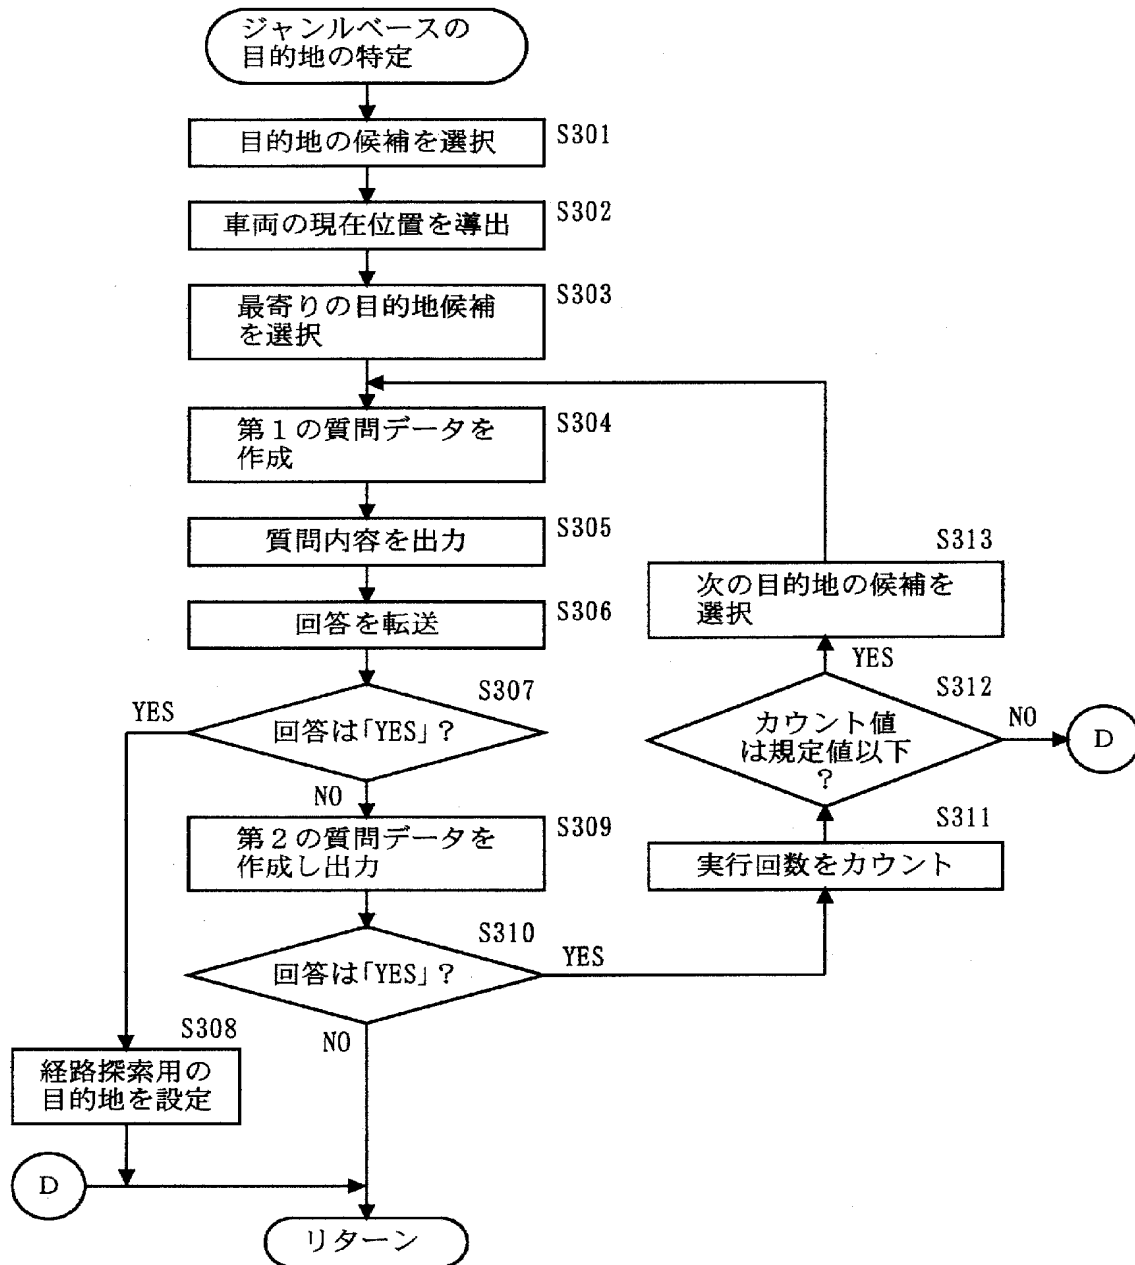 ジャンルベースの
目的地の特定
目的地の候補を選択
S301
車両の現在位置を導出
S302
最寄りの目的地候補
を選択
S303
第１の質問データを
作成
S304
質問内容を出力
S305
回答を転送
S306
回答は「YES」？
S307
YES
NO
第２の質問データを
作成し出力
S309
回答は「YES」？
S310
YES
NO
S308
経路探索用の
目的地を設定
D
リターン
S313
次の目的地の候補を
選択
YES
S312
カウント値
は規定値以下
？
NO
D
S311
実行回数をカウント